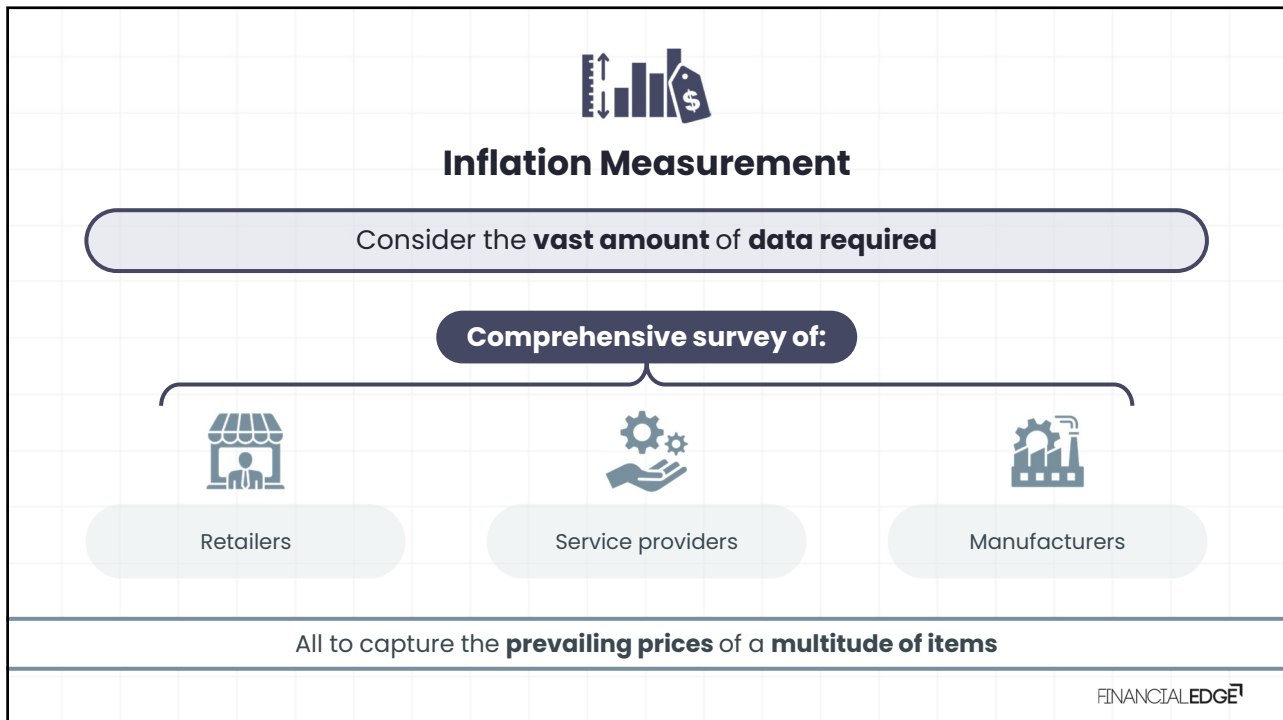 $
Inflation Measurement
Consider the vast amount of data required
Comprehensive survey of:
Retailers
Service providers
Manufacturers
All to capture the prevailing prices of a multitude of items
FINANCIALEDGE